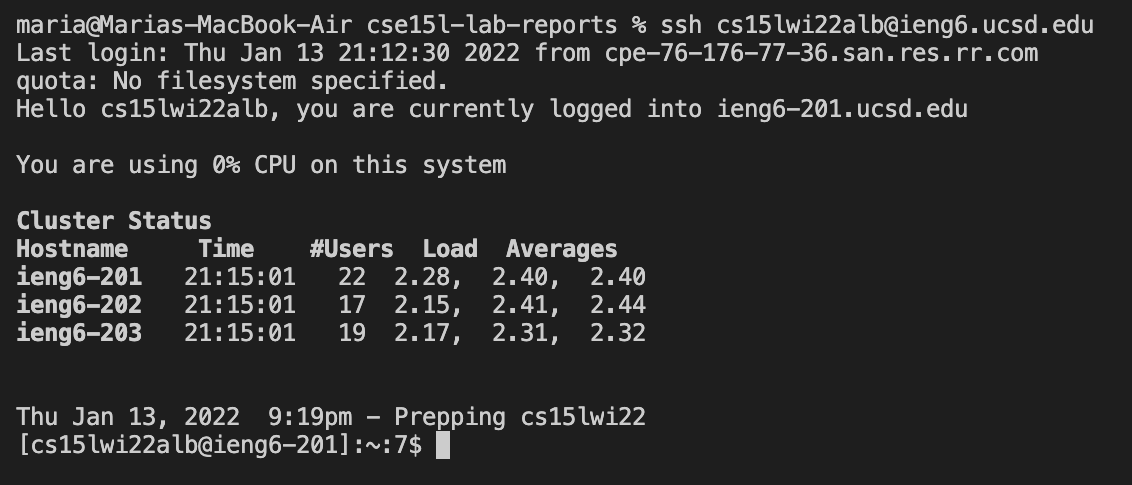 maria@Marias-MacBook-Air cse15l-lab-reports % ssh cs15lwi22alb@ieng6.ucsd.edu
Last login: Thu Jan 13 21:12:30 2022 from cpe-76-176-77-36.san.res.rr.com
quota: No filesystem specified.
Hello cs15lwi22alb, you are currently logged into ieng6-201.ucsd.edu
You are using 0% CPU on this system
Cluster Status
Hostname     Time    #Users  Load  Averages
ieng6-201   21:15:01   22  2.28,  2.40,  2.40
ieng6-202   21:15:01   17  2.15,  2.41,  2.44
ieng6-203   21:15:01   19  2.17,  2.31,  2.32
Thu Jan 13, 2022  9:19pm - Prepping cs15lwi22
[cs15lwi22alb@ieng6-201]:~:7$